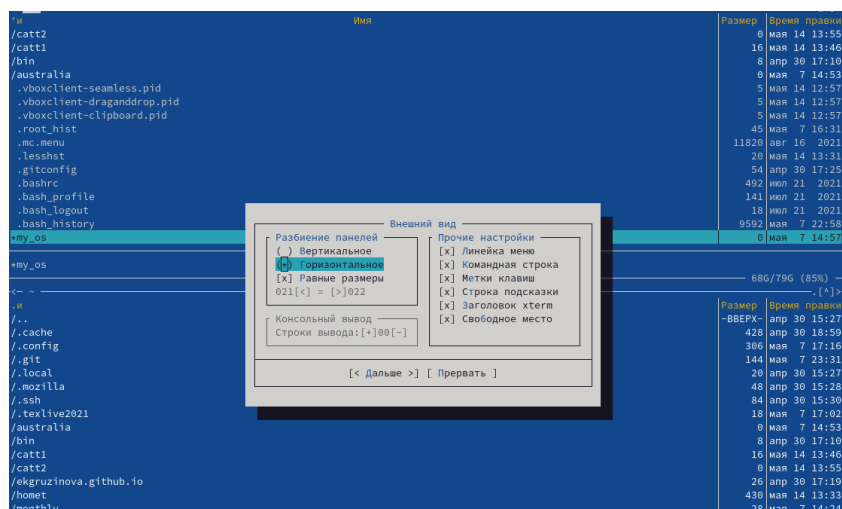 'и Имя Размер Время правки
/catt2 0 мая 14 13:55
/catt1 16 мая 14 13:46
/bin 8 апр 30 17:10
/australia 0 мая 7 14:53
.vboxclient-seamless.pid 5 мая 14 12:57
.vboxclient-draganddrop.pid 5 мая 14 12:57
.vboxclient-clipboard.pid 5 мая 14 12:57
.root_hist 45 мая 7 16:31
.mc.menu 11820 авг 16 2021
.lesshst 20 мая 14 13:31
.gitconfig 54 апр 30 17:25
.bashrc 492 июл 21 2021
.bash_profile 141 июл 21 2021
.bash_logout 18 июл 21 2021
.bash_history 9592 мая 7 22:58
*my_os 0 мая 7 14:57
*my_os
68G/79G (85%)
<— ~ .[^]>
.и Размер Время правки
/.. -ВВЕРХ- апр 30 15:27
/.cache 428 апр 30 18:59
/.config 306 мая 7 17:16
/.git 144 мая 7 23:31
/.local 20 апр 30 15:27
/.mozilla 48 апр 30 15:28
/.ssh 84 апр 30 15:30
/.texlive2021 18 мая 7 17:02
/australia 0 мая 7 14:53
/bin 8 апр 30 17:10
/catt1 16 мая 14 13:46
/catt2 0 мая 14 13:55
/ekgruzinova.github.io 26 апр 30 17:19
/homet 430 мая 14 13:33
/monthly 28 мая 7 14:24
Внешний вид
Разбиение панелей
( ) Вертикальное
(*) Горизонтальное
[x] Равные размеры
021[<] = [>]022
Консольный вывод
Строки вывода:[+]00[-]
Прочие настройки
[x] Линейка меню
[x] Командная строка
[x] Метки клавиш
[x] Строка подсказки
[x] Заголовок xterm
[x] Свободное место
[< Дальше >] [ Прервать ]